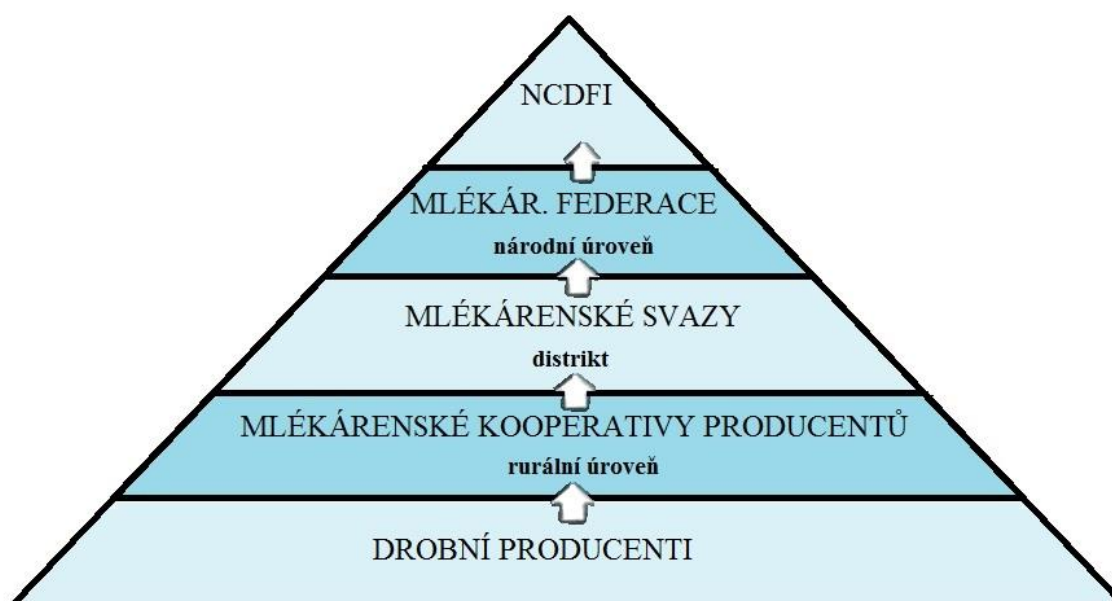 NCDFI
MLÉKÁR. FEDERACE
národní úroveň
MLÉKÁRENSKÉ SVAZY
distrikt
MLÉKÁRENSKÉ KOOPERATIVY PRODUCENTŮ
rurální úroveň
DROBNÍ PRODUCENTI